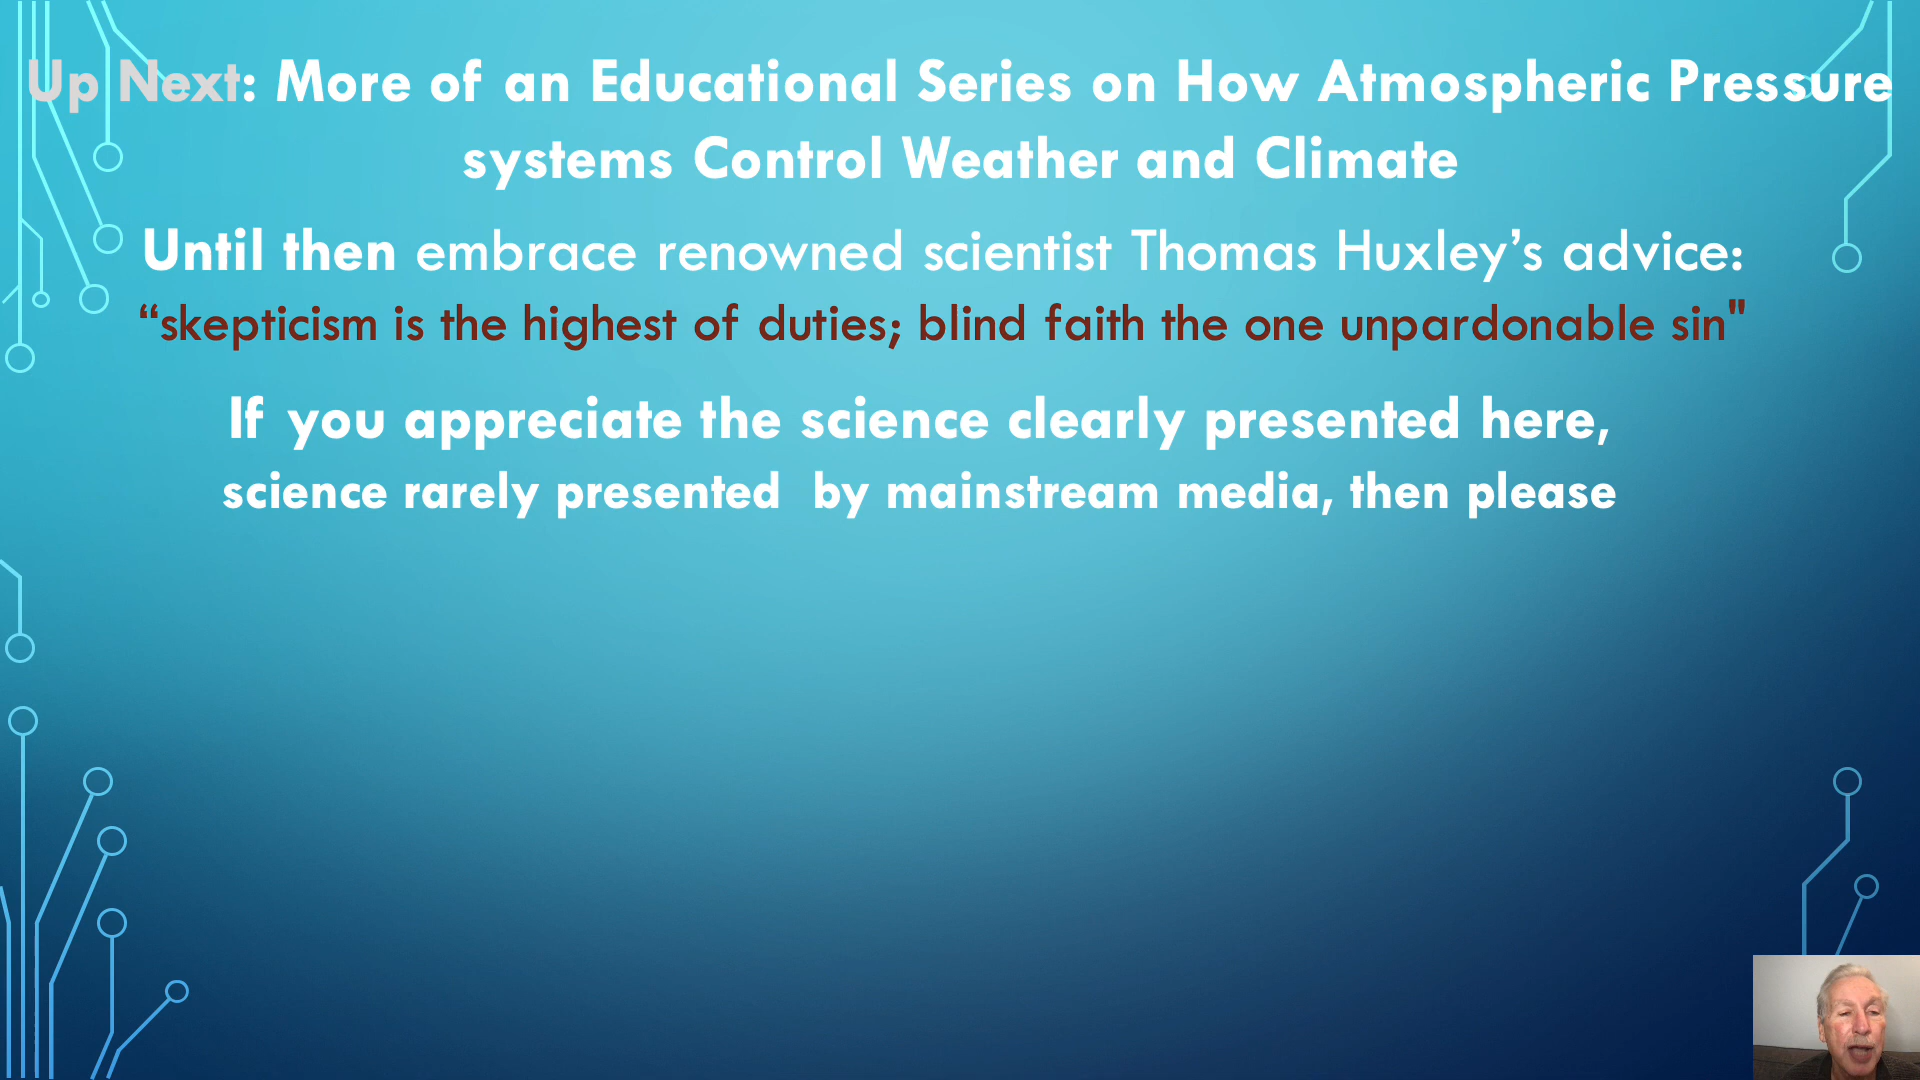 Up Next: More of an Educational Series on How Atmospheric Pressure
systems Control Weather and Climate
Until then embrace renowned scientist Thomas Huxley’s advice:
“skepticism is the highest of duties; blind faith the one unpardonable sin"
If you appreciate the science clearly presented here,
science rarely presented  by mainstream media, then please